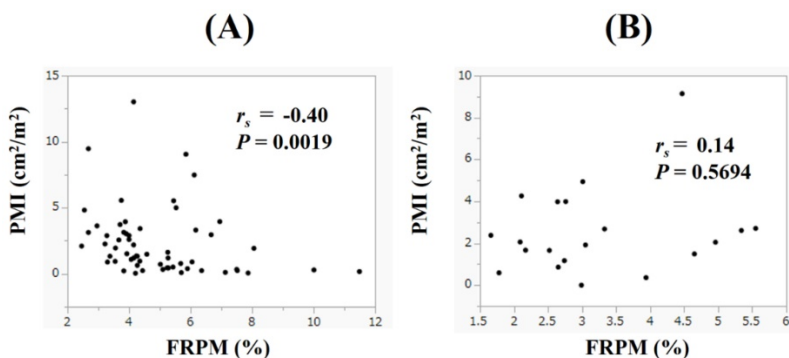 (A)
15
10
5
0
PMI (cm²/m²)
r_s = -0.40
P = 0.0019
2 4 6 8 10 12
FRPM (%)
(B)
10
8
6
4
2
0
PMI (cm²/m²)
r_s = 0.14
P = 0.5694
1.5 2 2.5 3 3.5 4 4.5 5 5.5 6
FRPM (%)